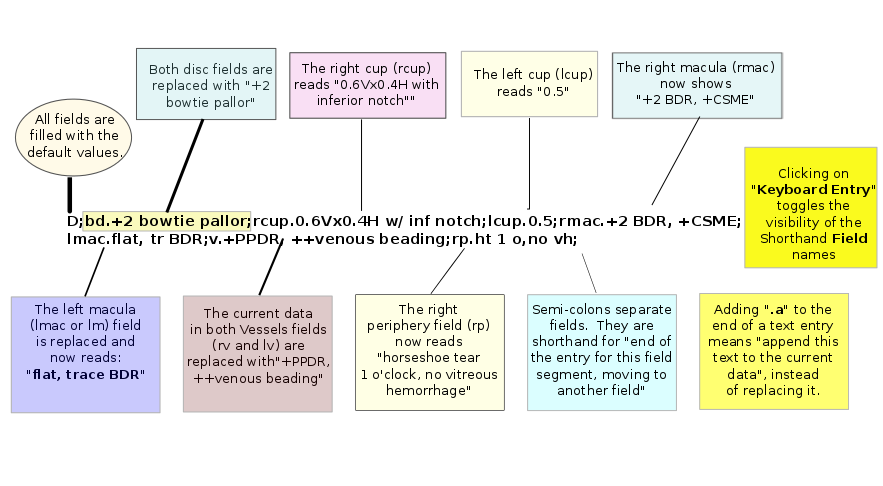 Both disc fields are
replaced with "+2
bowtie pallor"
The right cup (rcup)
reads "0.6Vx0.4H with
inferior notch""
The left cup (lcup)
reads "0.5"
The right macula (rmac)
now shows
"+2 BDR, +CSME"
All fields are
filled with the
default values.
Clicking on
"Keyboard Entry"
toggles the
visibility of the
Shorthand Field
names
D;bd.+2 bowtie pallor;rcup.0.6Vx0.4H w/ inf notch;lcup.0.5;rmac.+2 BDR, +CSME;
lmac.flat, tr BDR;v.+PPDR, ++venous beading;rp.ht 1 o,no vh;
The left macula
(lmac or lm) field
is replaced and
now reads:
"flat, trace BDR"
The current data
in both Vessels fields
(rv and lv) are
replaced with"+PPDR,
++venous beading"
The right
periphery field (rp)
now reads
"horseshoe tear
1 o'clock, no vitreous
hemorrhage"
Semi-colons separate
fields. They are
shorthand for "end of
the entry for this field
segment, moving to
another field"
Adding ".a" to the
end of a text entry
means "append this
text to the current
data", instead
of replacing it.